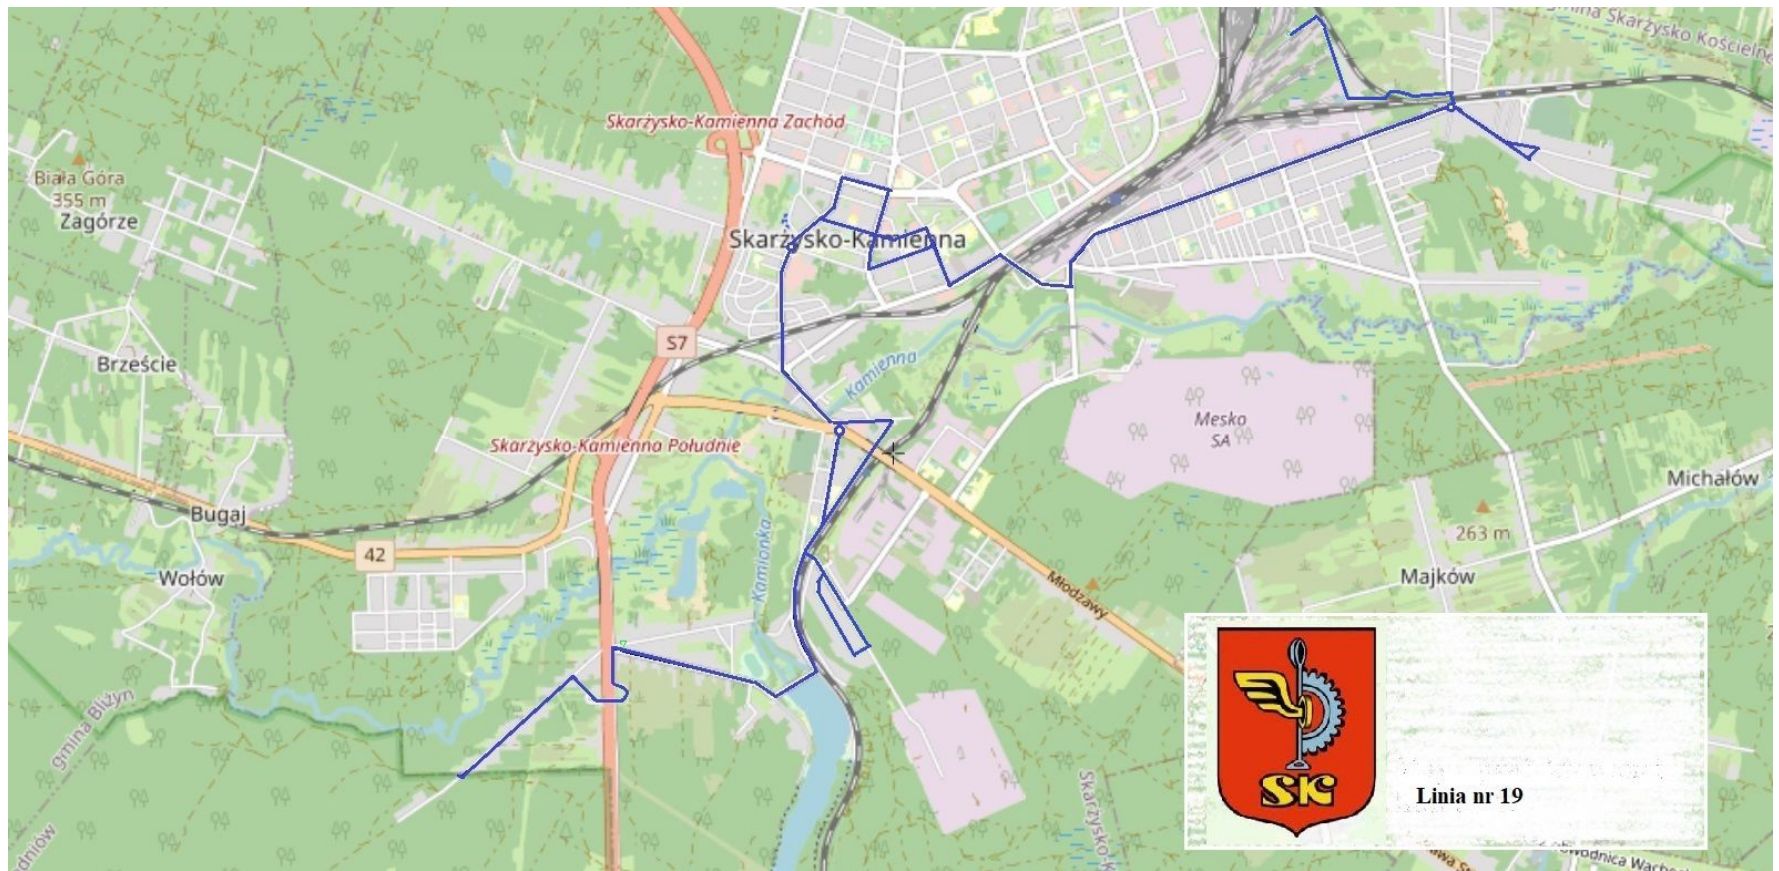 gmina Skarżysko Kościelne
Skarżysko-Kamienna Zachód
Biała Góra
355 m
Zagórze
Skarżysko-Kamienna
S7
Brzeście
Kamienna
Mesko
SA
Skarżysko-Kamienna Południe
Michałów
Bugaj
263 m
42
Kamionka
Wołów
Majków
Młodzawy
gmina Bliżyn
SK
Linia nr 19